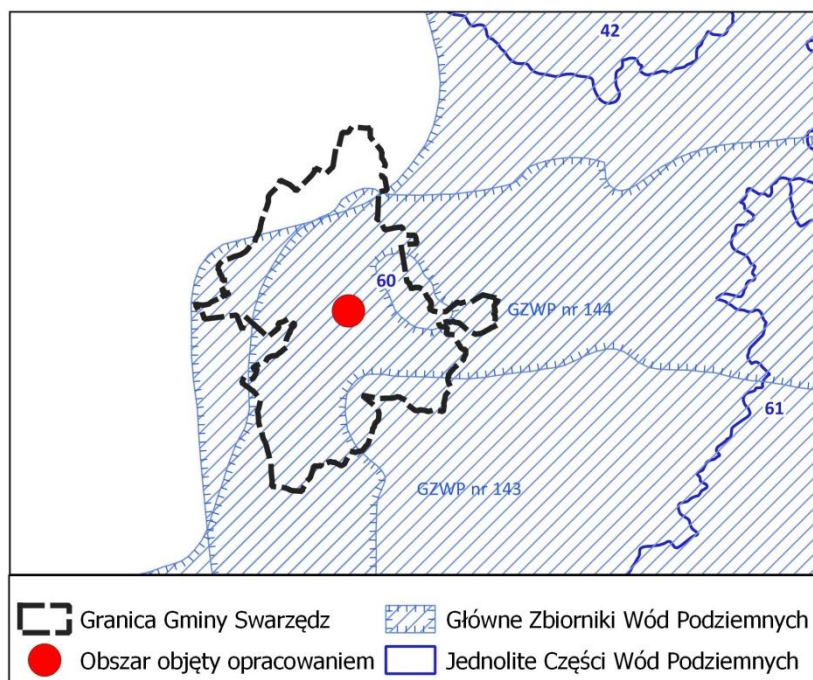 42
60
GZWP nr 144
61
GZWP nr 143
Granica Gminy Swarzędz
Główne Zbiorniki Wód Podziemnych
Obszar objęty opracowaniem
Jednolite Części Wód Podziemnych